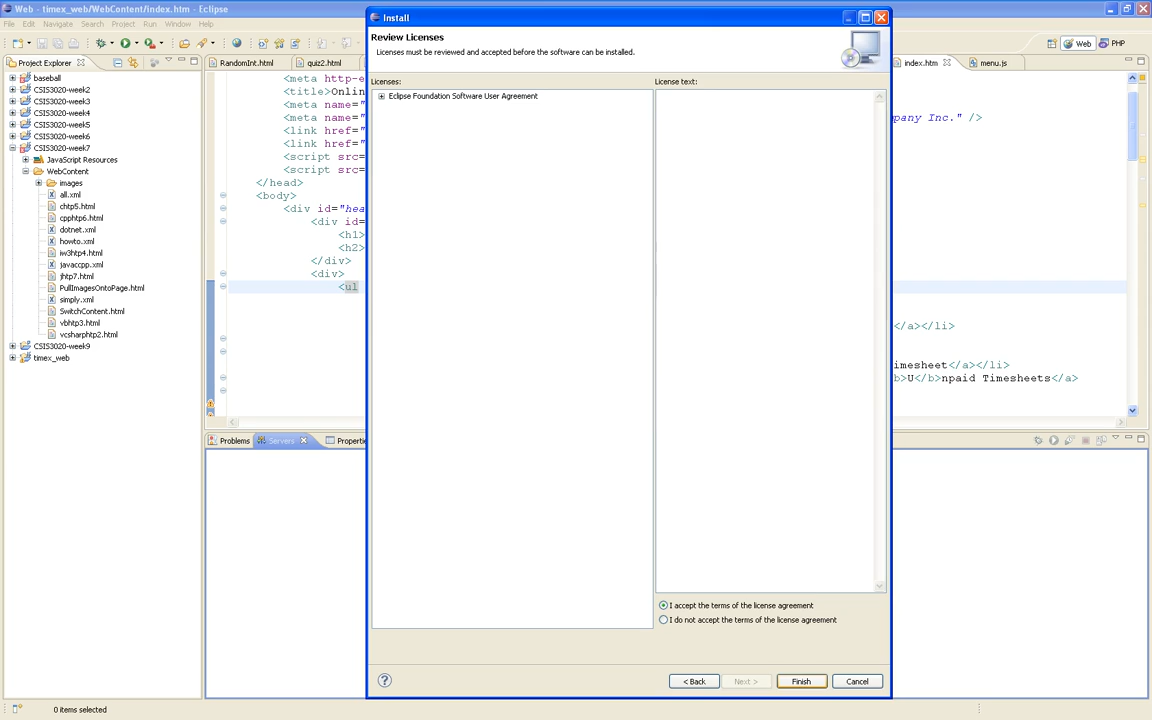 Web - timex_web/WebContent/index.htm - Eclipse
File Edit Navigate Search Project Run Window Help
Web
PHP
Project Explorer
baseball
CSIS3020-week2
CSIS3020-week3
CSIS3020-week4
CSIS3020-week5
CSIS3020-week6
CSIS3020-week7
JavaScript Resources
WebContent
images
all.xml
chtp5.html
cpphtp6.html
dotnet.xml
howto.xml
iw3htp4.html
javaccpp.xml
jhtp7.html
PullImagesOntoPage.html
simply.xml
SwitchContent.html
vbhtp3.html
vcsharphtp2.html
CSIS3020-week9
timex_web
RandomInt.html
quiz2.html
index.htm
menu.js
<meta http-e
<title>Onlin
<meta name="
<meta name="
<link href="
<link href="
<script src=
<script src=
</head>
<body>
<div id="hea
<div id=
<h1>
<h2>
</div>
<div>
<ul
pany Inc." />
</a></li>
imesheet</a></li>
b>U</b>npaid Timesheets</a>
Install
Review Licenses
Licenses must be reviewed and accepted before the software can be installed.
Licenses:
License text:
Eclipse Foundation Software User Agreement
I accept the terms of the license agreement
I do not accept the terms of the license agreement
< Back
Next >
Finish
Cancel
Problems
Servers
Properti
0 items selected